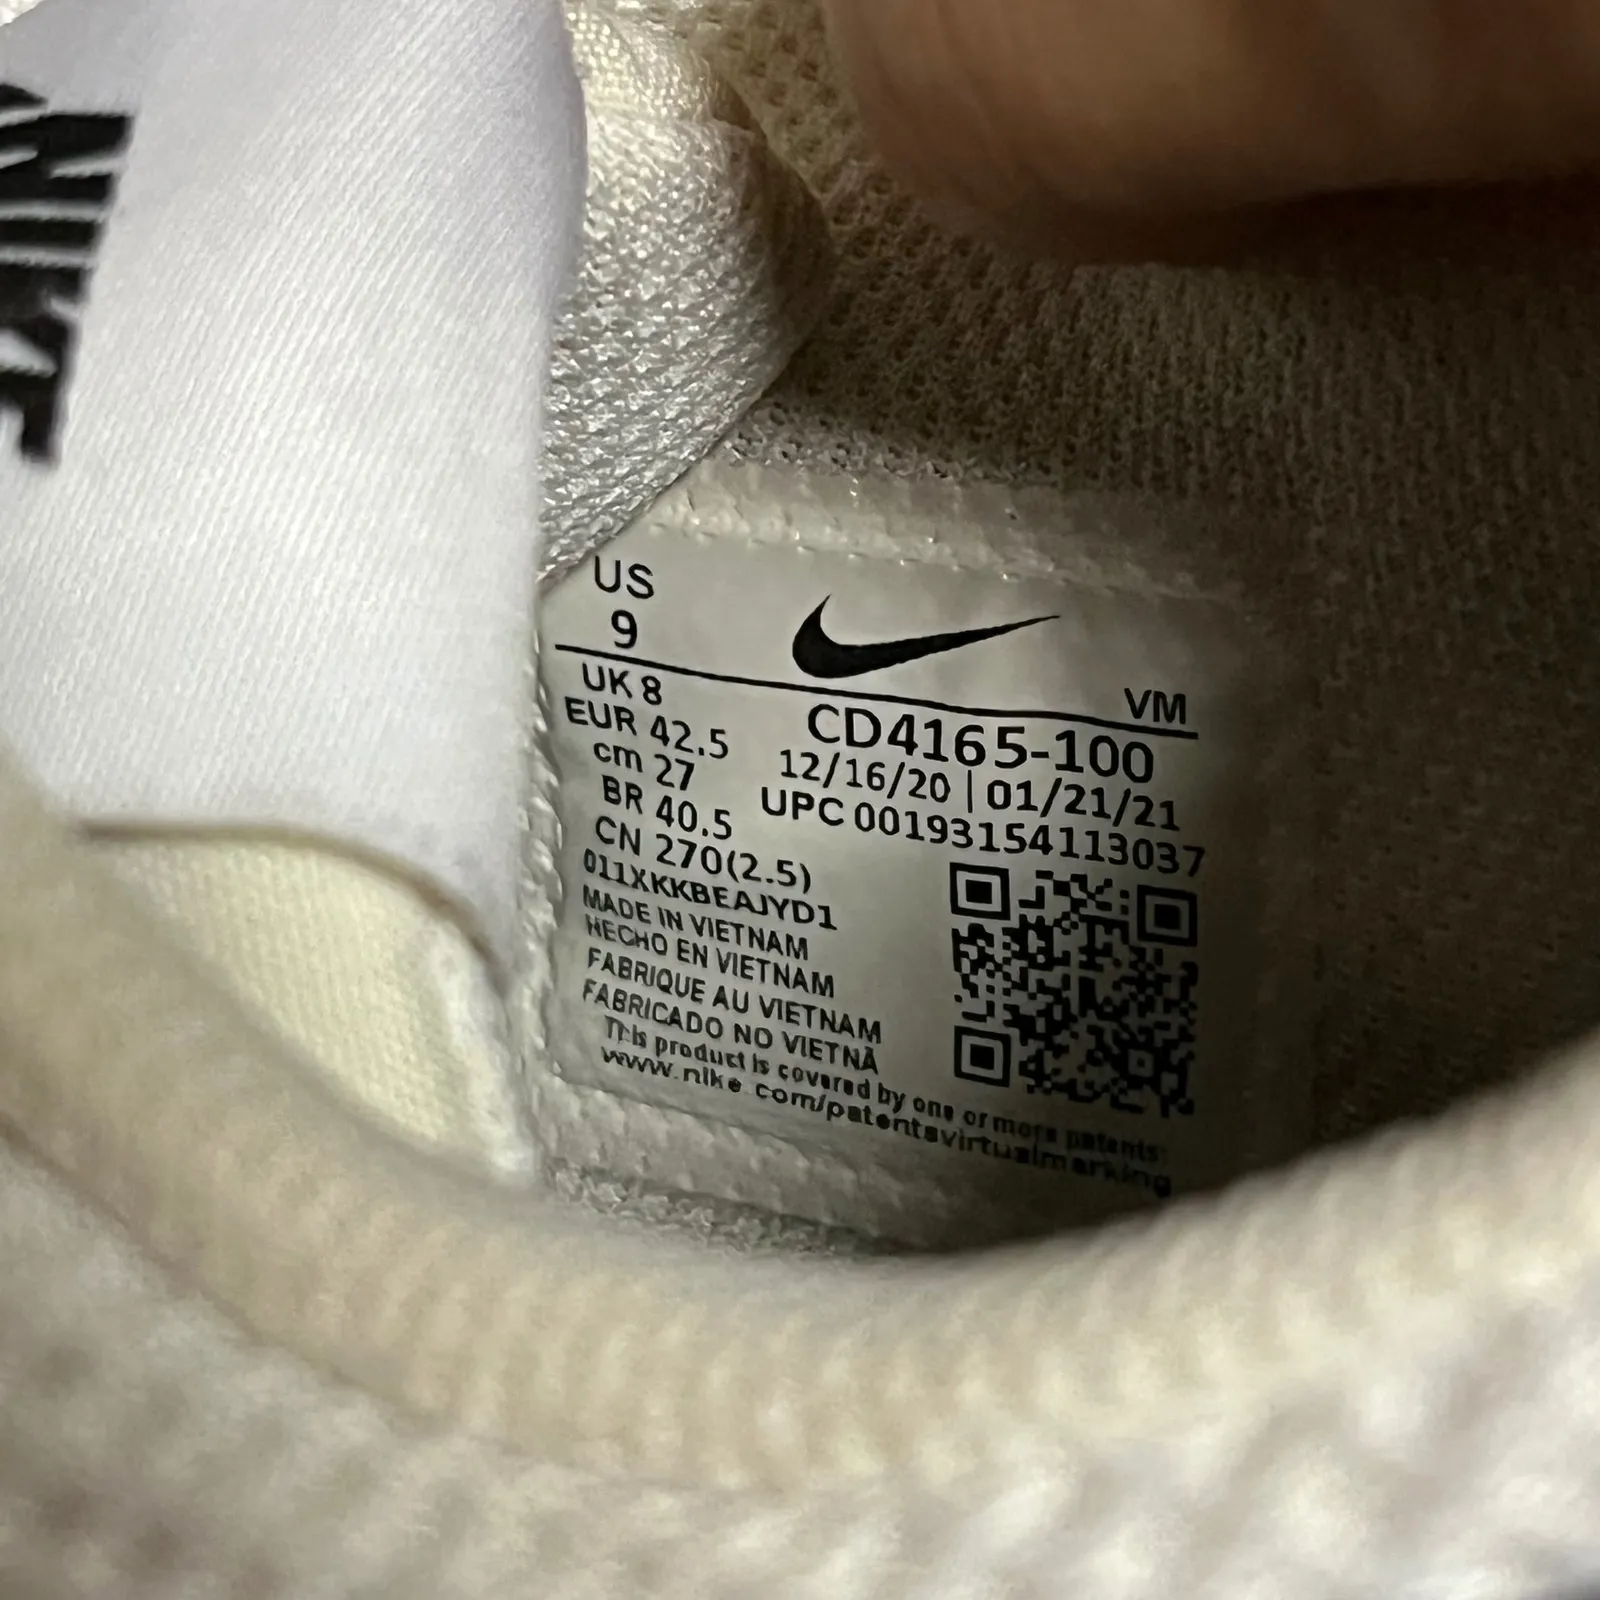 NIKE
US
9
VM
UK 8
EUR 42.5
cm 27
BR 40.5
CN 270(2.5)
CD4165-100
12/16/20 | 01/21/21
UPC 00193154113037
011XKKBEAJYD1
MADE IN VIETNAM
HECHO EN VIETNAM
FABRIQUE AU VIETNAM
FABRICADO NO VIETNÃ
This product is covered by one or more patents:
www.nike.com/patentsvirtualmarking